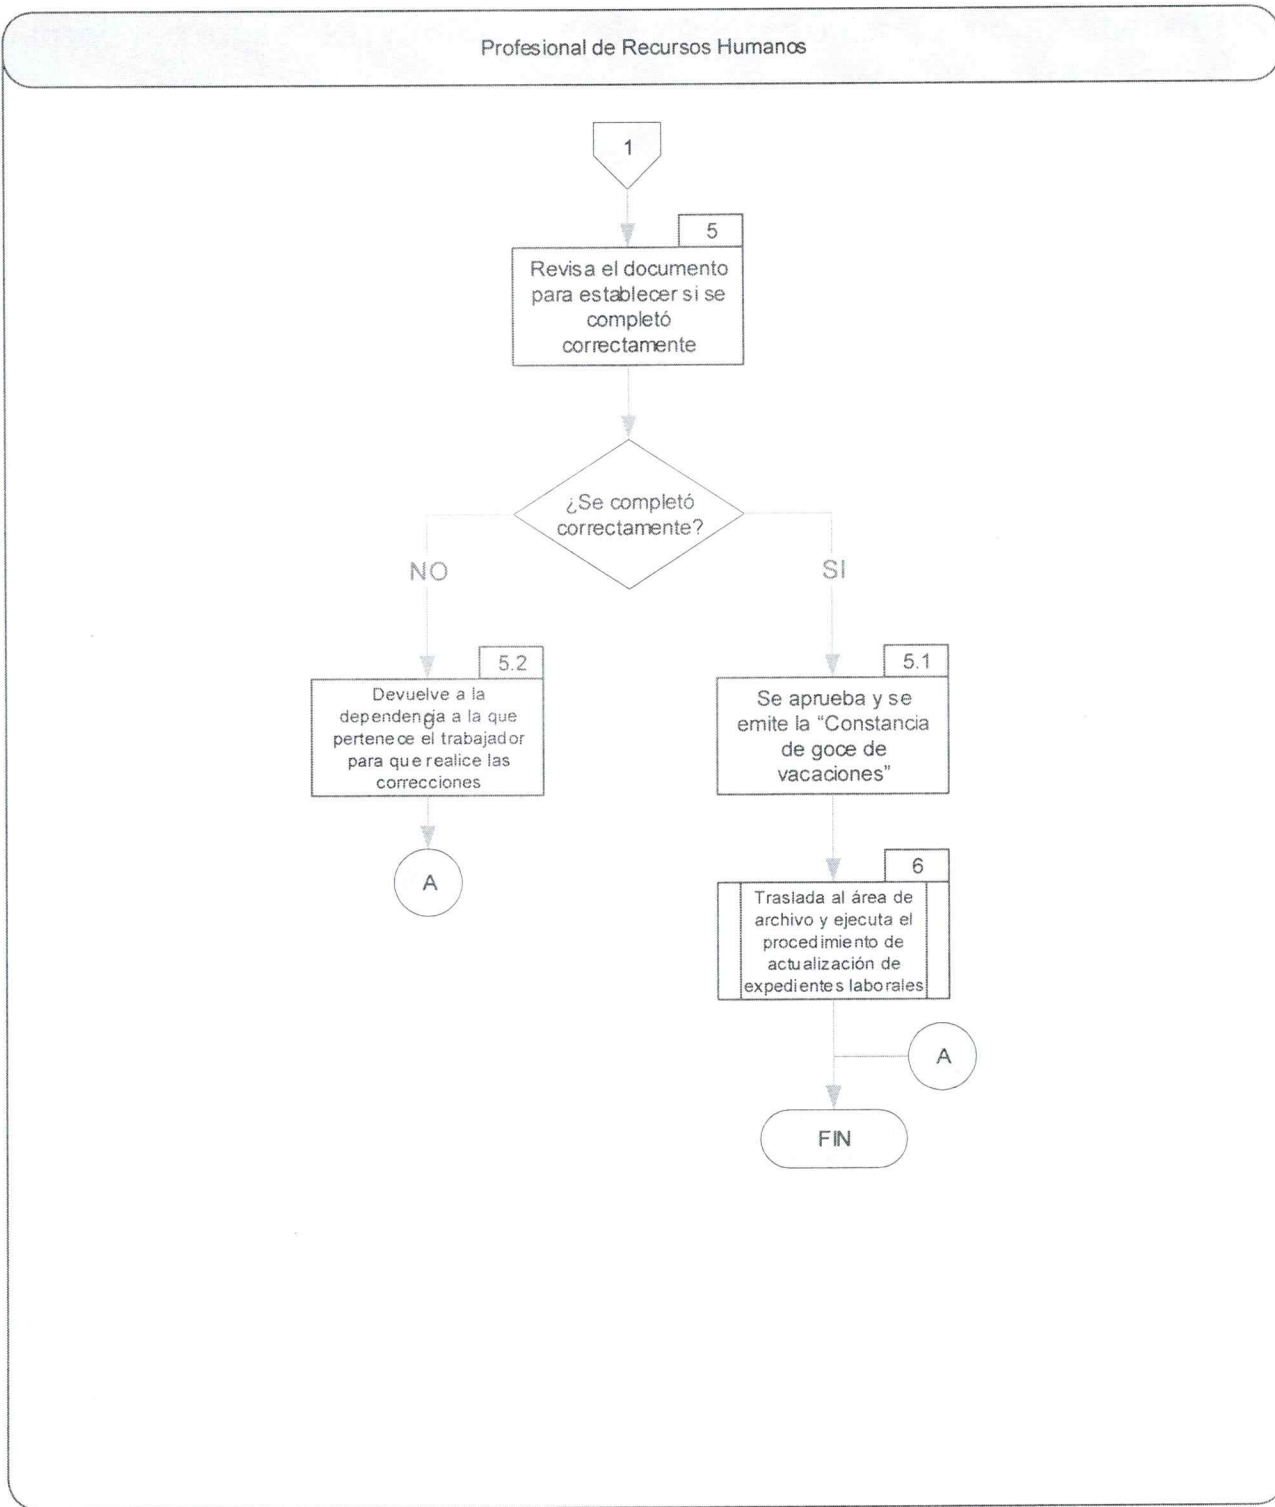 Profesional de Recursos Humanos
1
5
Revisa el documento
para establecer si se
completó
correctamente
¿Se completó
correctamente?
NO
SI
5.2
Devuelve a la
dependencia a la que
pertenece el trabajador
para que realice las
correcciones
A
5.1
Se aprueba y se
emite la “Constancia
de goce de
vacaciones”
6
Traslada al área de
archivo y ejecuta el
procedimiento de
actualización de
expedientes laborales
A
FIN